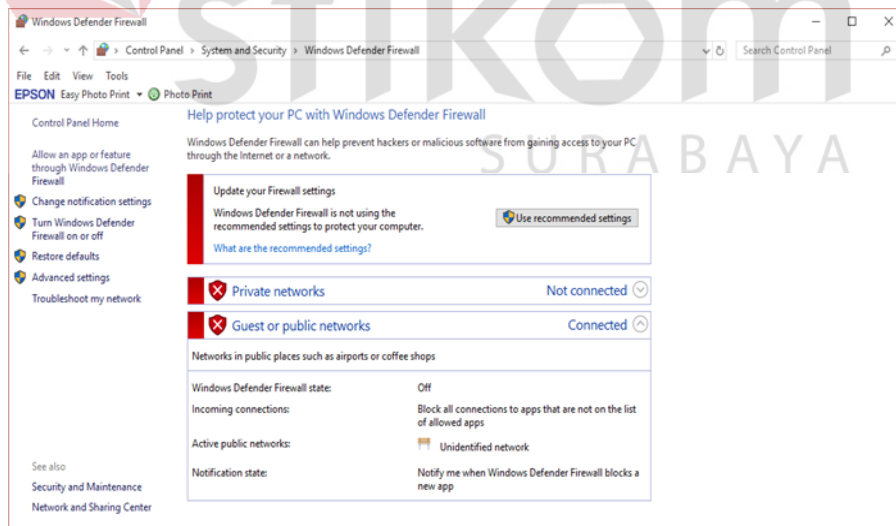 stikom
SURABAYA
Windows Defender Firewall
Control Panel > System and Security > Windows Defender Firewall
Search Control Panel
File Edit View Tools
EPSON Easy Photo Print Photo Print
Control Panel Home
Allow an app or feature
through Windows Defender
Firewall
Change notification settings
Turn Windows Defender
Firewall on or off
Restore defaults
Advanced settings
Troubleshoot my network
See also
Security and Maintenance
Network and Sharing Center
Help protect your PC with Windows Defender Firewall
Windows Defender Firewall can help prevent hackers or malicious software from gaining access to your PC
through the Internet or a network.
Update your Firewall settings
Windows Defender Firewall is not using the
recommended settings to protect your computer.
Use recommended settings
What are the recommended settings?
Private networks Not connected
Guest or public networks Connected
Networks in public places such as airports or coffee shops
Windows Defender Firewall state: Off
Incoming connections: Block all connections to apps that are not on the list
of allowed apps
Active public networks: Unidentified network
Notification state: Notify me when Windows Defender Firewall blocks a
new app